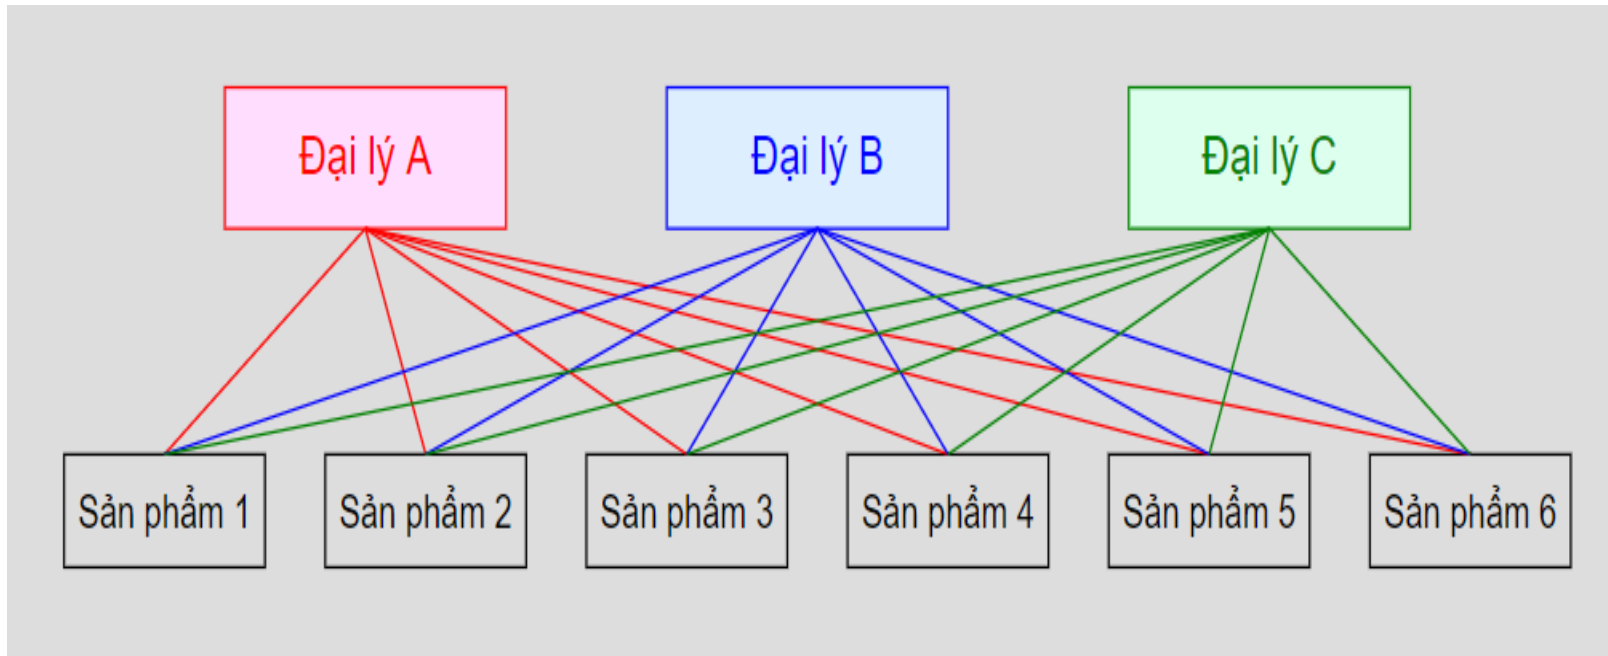 Đại lý A
Đại lý B
Đại lý C
Sản phẩm 1
Sản phẩm 2
Sản phẩm 3
Sản phẩm 4
Sản phẩm 5
Sản phẩm 6